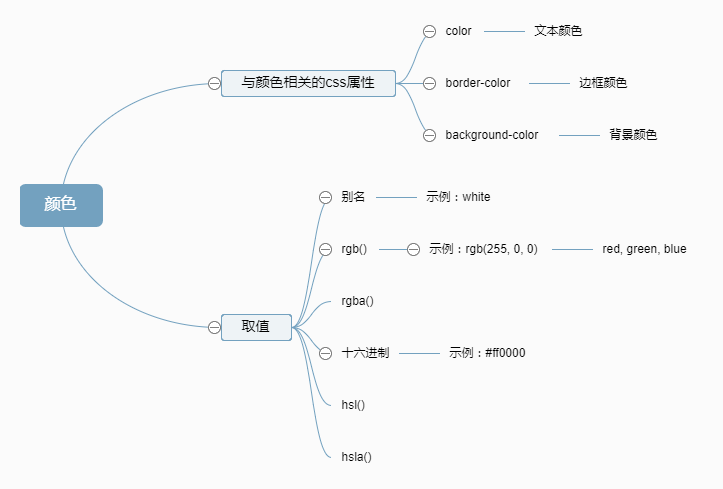 颜色
与颜色相关的css属性
color
文本颜色
border-color
边框颜色
background-color
背景颜色
取值
别名
示例：white
rgb()
示例：rgb(255, 0, 0)
red, green, blue
rgba()
十六进制
示例：#ff0000
hsl()
hsla()